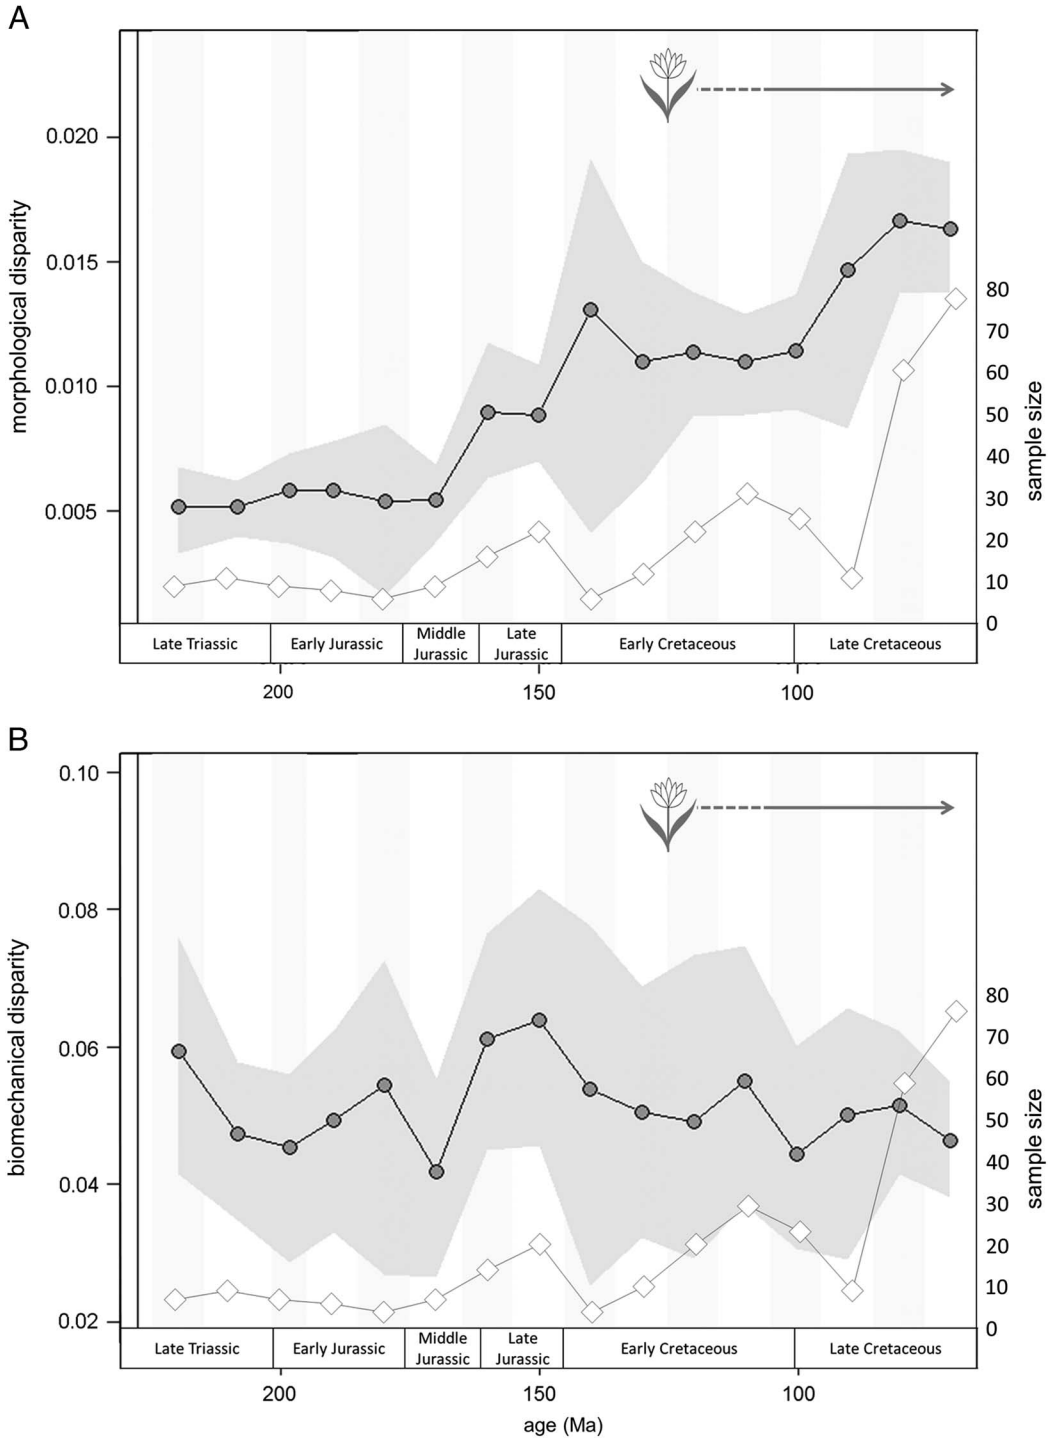 A
morphological disparity
0.020
0.015
0.010
0.005
80
70
60
50
40
30
20
10
0
sample size
Late Triassic
Early Jurassic
Middle
Jurassic
Late
Jurassic
Early Cretaceous
Late Cretaceous
200
150
100
B
biomechanical disparity
0.10
0.08
0.06
0.04
0.02
80
70
60
50
40
30
20
10
0
sample size
Late Triassic
Early Jurassic
Middle
Jurassic
Late
Jurassic
Early Cretaceous
Late Cretaceous
200
150
100
age (Ma)